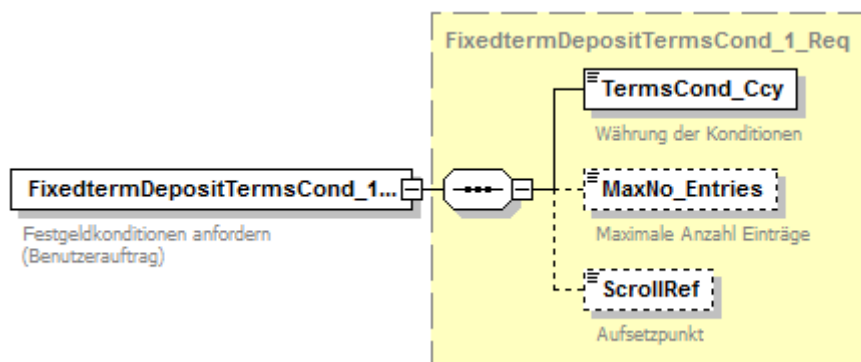 FixedtermDepositTermsCond_1_Req
TermsCond_Ccy
Währung der Konditionen
FixedtermDepositTermsCond_1...
Festgeldkonditionen anfordern
(Benutzerauftrag)
MaxNo_Entries
Maximale Anzahl Einträge
ScrollRef
Aufsetzpunkt